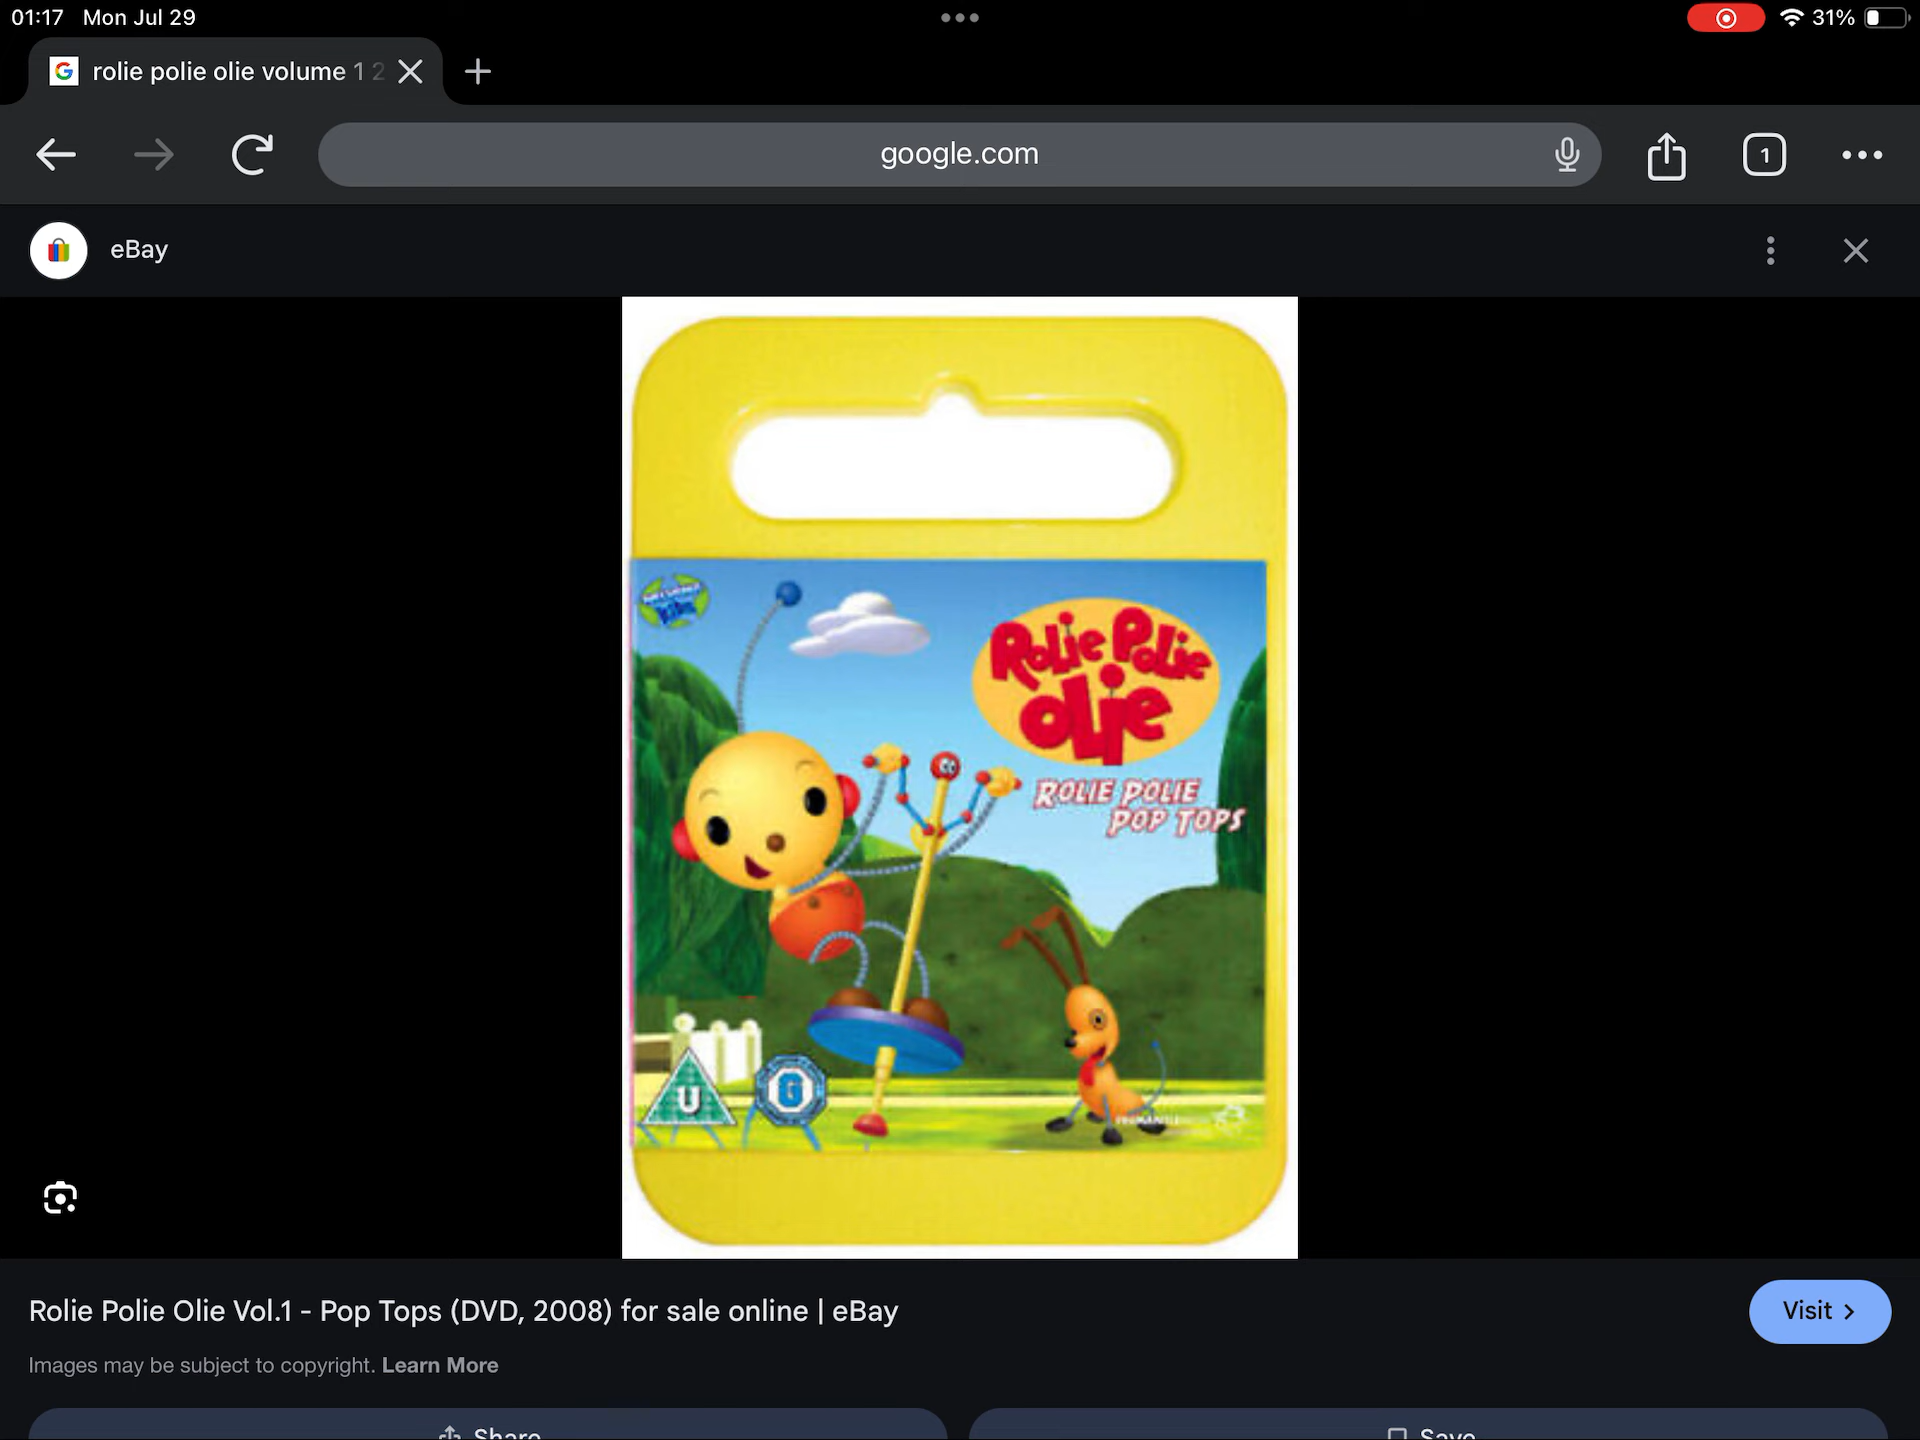 01:17 Mon Jul 29
31%
rolie polie olie volume 1 2
google.com
1
eBay
Rolie Polie
Olie
ROLIE POLIE
POP TOPS
U
G
Rolie Polie Olie Vol.1 - Pop Tops (DVD, 2008) for sale online | eBay
Visit
Images may be subject to copyright. Learn More
Share
Save